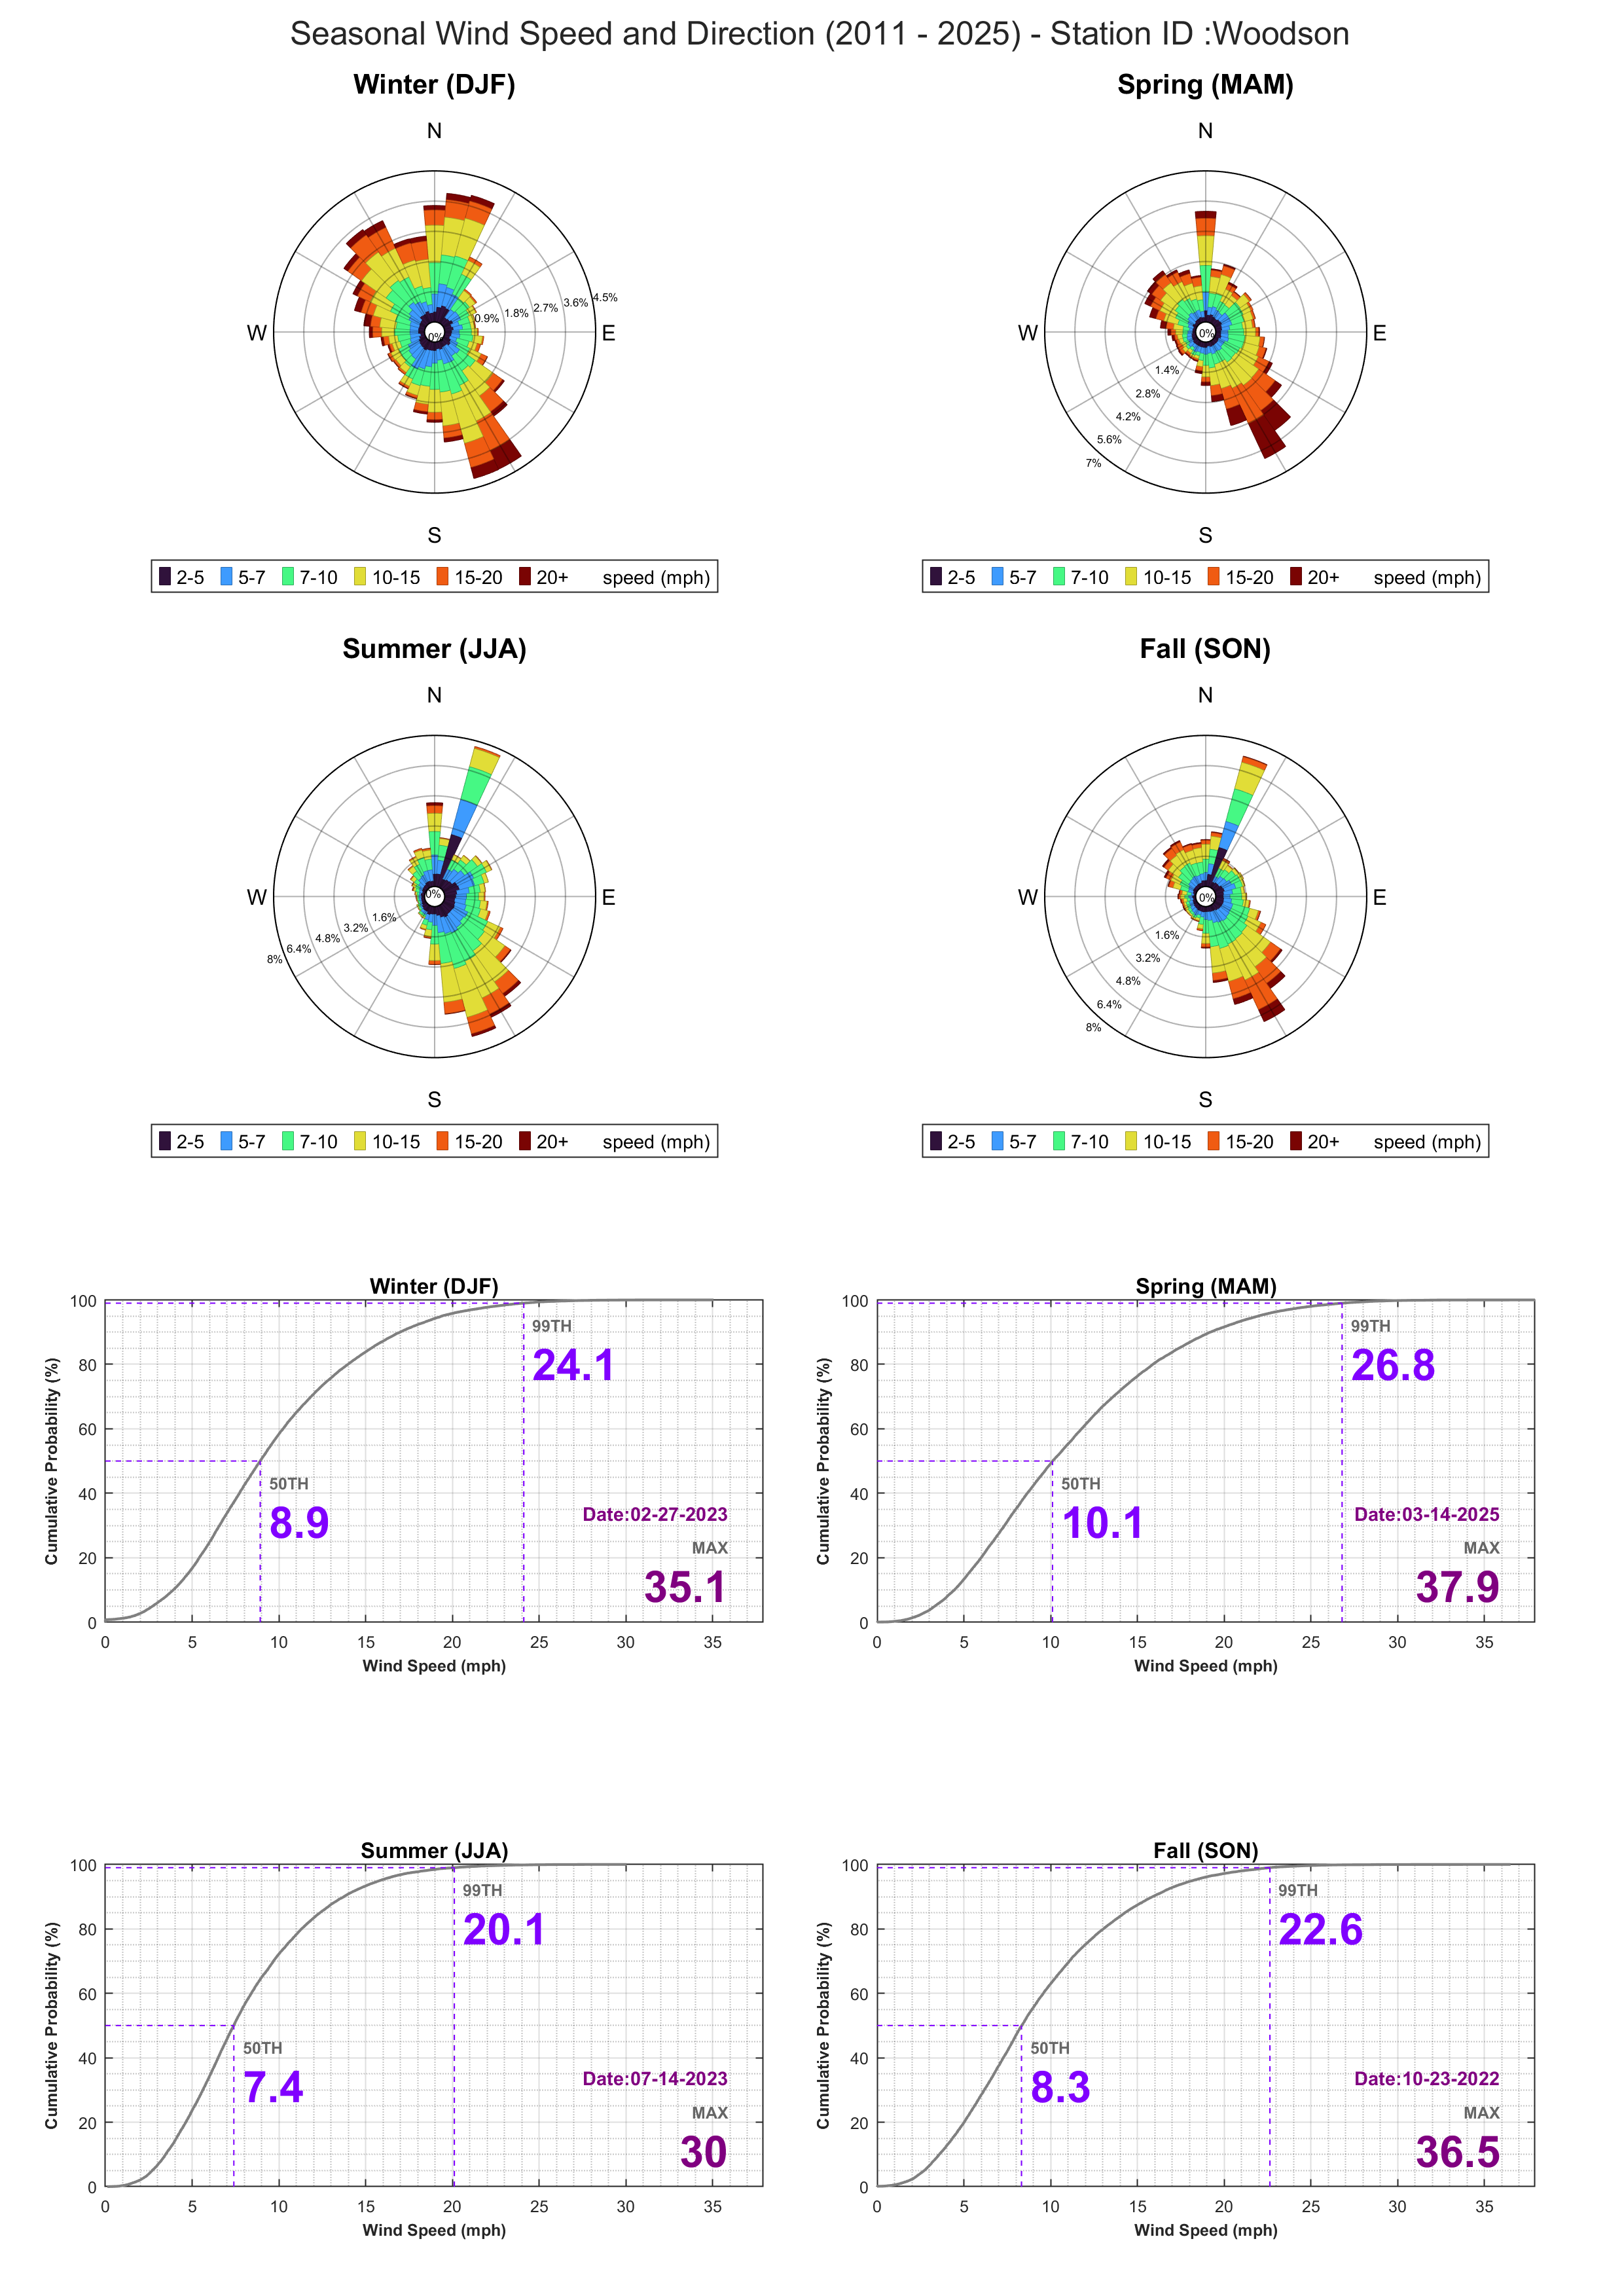 Seasonal Wind Speed and Direction (2011 - 2025) - Station ID :Woodson
Winter (DJF)
N
W
E
S
0%
0.9%
1.8%
2.7%
3.6%
4.5%
2-5 5-7 7-10 10-15 15-20 20+ speed (mph)
Spring (MAM)
N
W
E
S
0%
1.4%
2.8%
4.2%
5.6%
7%
2-5 5-7 7-10 10-15 15-20 20+ speed (mph)
Summer (JJA)
N
W
E
S
0%
1.6%
3.2%
4.8%
6.4%
8%
2-5 5-7 7-10 10-15 15-20 20+ speed (mph)
Fall (SON)
N
W
E
S
0%
1.6%
3.2%
4.8%
6.4%
8%
2-5 5-7 7-10 10-15 15-20 20+ speed (mph)
Winter (DJF)
Cumulative Probability (%)
100
80
60
40
20
0
99TH
24.1
50TH
8.9
Date:02-27-2023
MAX
35.1
0 5 10 15 20 25 30 35
Wind Speed (mph)
Spring (MAM)
Cumulative Probability (%)
100
80
60
40
20
0
99TH
26.8
50TH
10.1
Date:03-14-2025
MAX
37.9
0 5 10 15 20 25 30 35
Wind Speed (mph)
Summer (JJA)
Cumulative Probability (%)
100
80
60
40
20
0
99TH
20.1
50TH
7.4
Date:07-14-2023
MAX
30
0 5 10 15 20 25 30 35
Wind Speed (mph)
Fall (SON)
Cumulative Probability (%)
100
80
60
40
20
0
99TH
22.6
50TH
8.3
Date:10-23-2022
MAX
36.5
0 5 10 15 20 25 30 35
Wind Speed (mph)